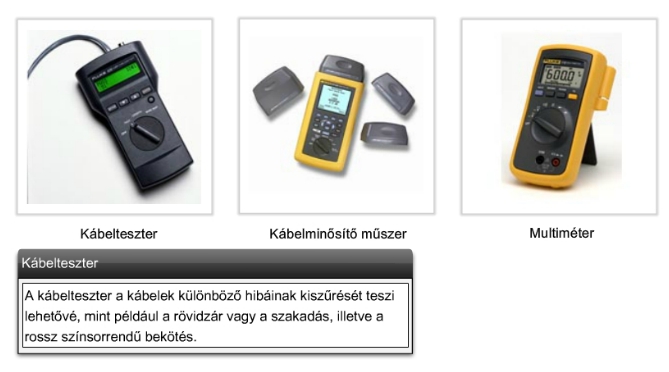 Kábelteszter
Kábelminősítő műszer
Multiméter
Kábelteszter
A kábelteszter a kábelek különböző hibáinak kiszűrését teszi
lehetővé, mint például a rövidzár vagy a szakadás, illetve a
rossz színsorrendű bekötés.